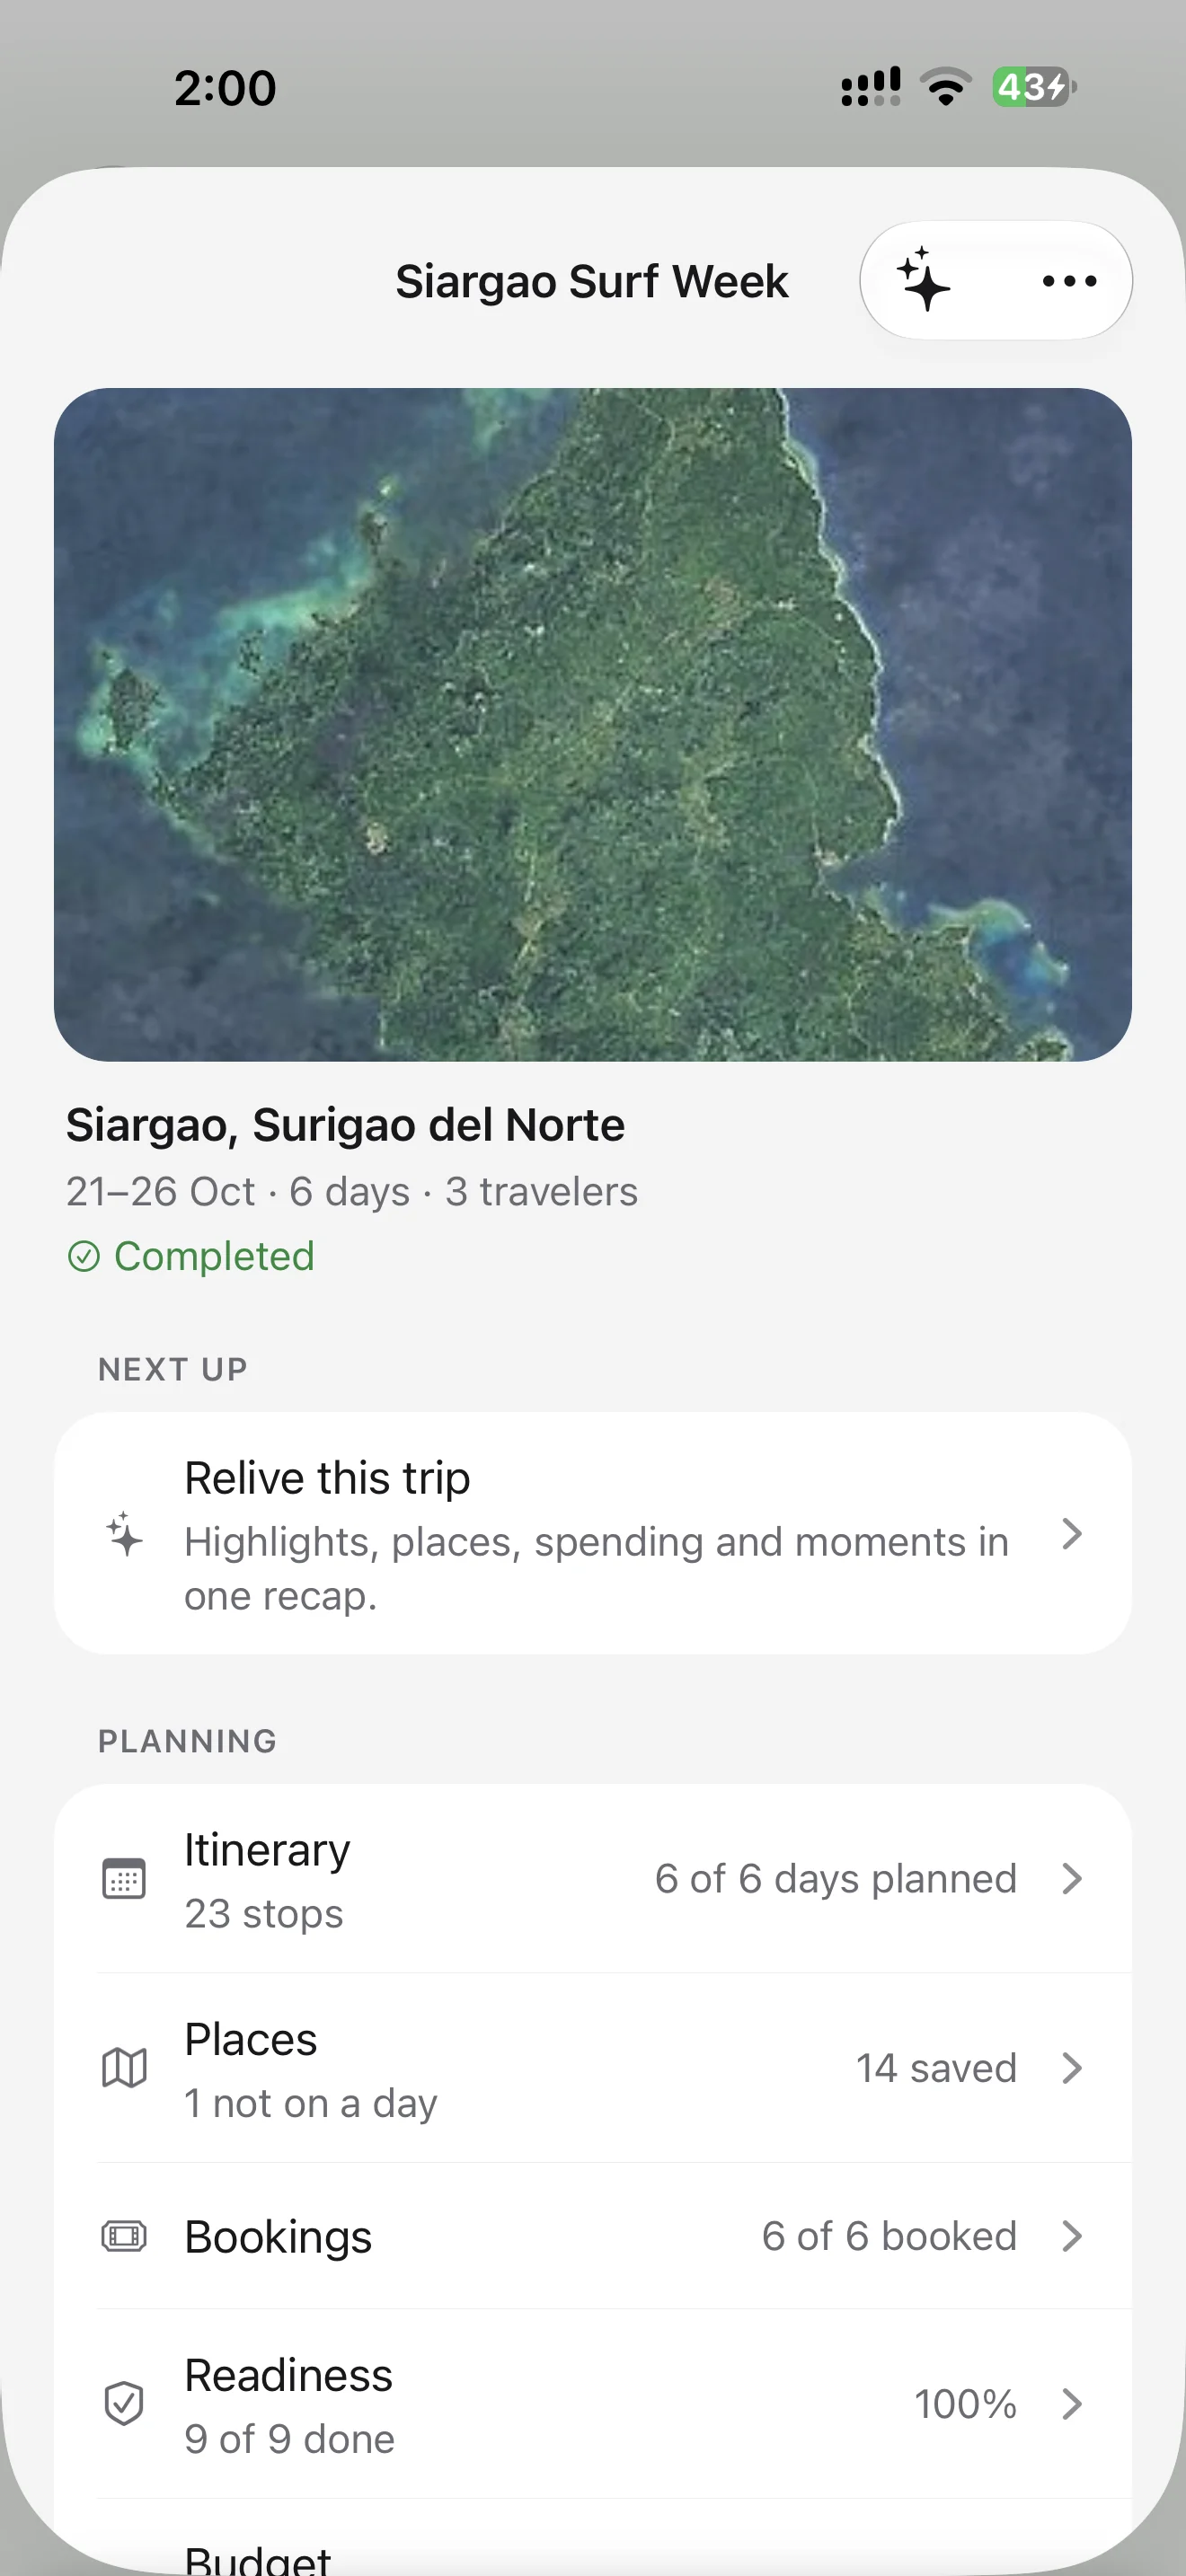 2:00
43
Siargao Surf Week
Siargao, Surigao del Norte
21–26 Oct · 6 days · 3 travelers
Completed
NEXT UP
Relive this trip
Highlights, places, spending and moments in
one recap.
PLANNING
Itinerary
6 of 6 days planned
23 stops
Places
14 saved
1 not on a day
Bookings
6 of 6 booked
Readiness
100%
9 of 9 done
Budget